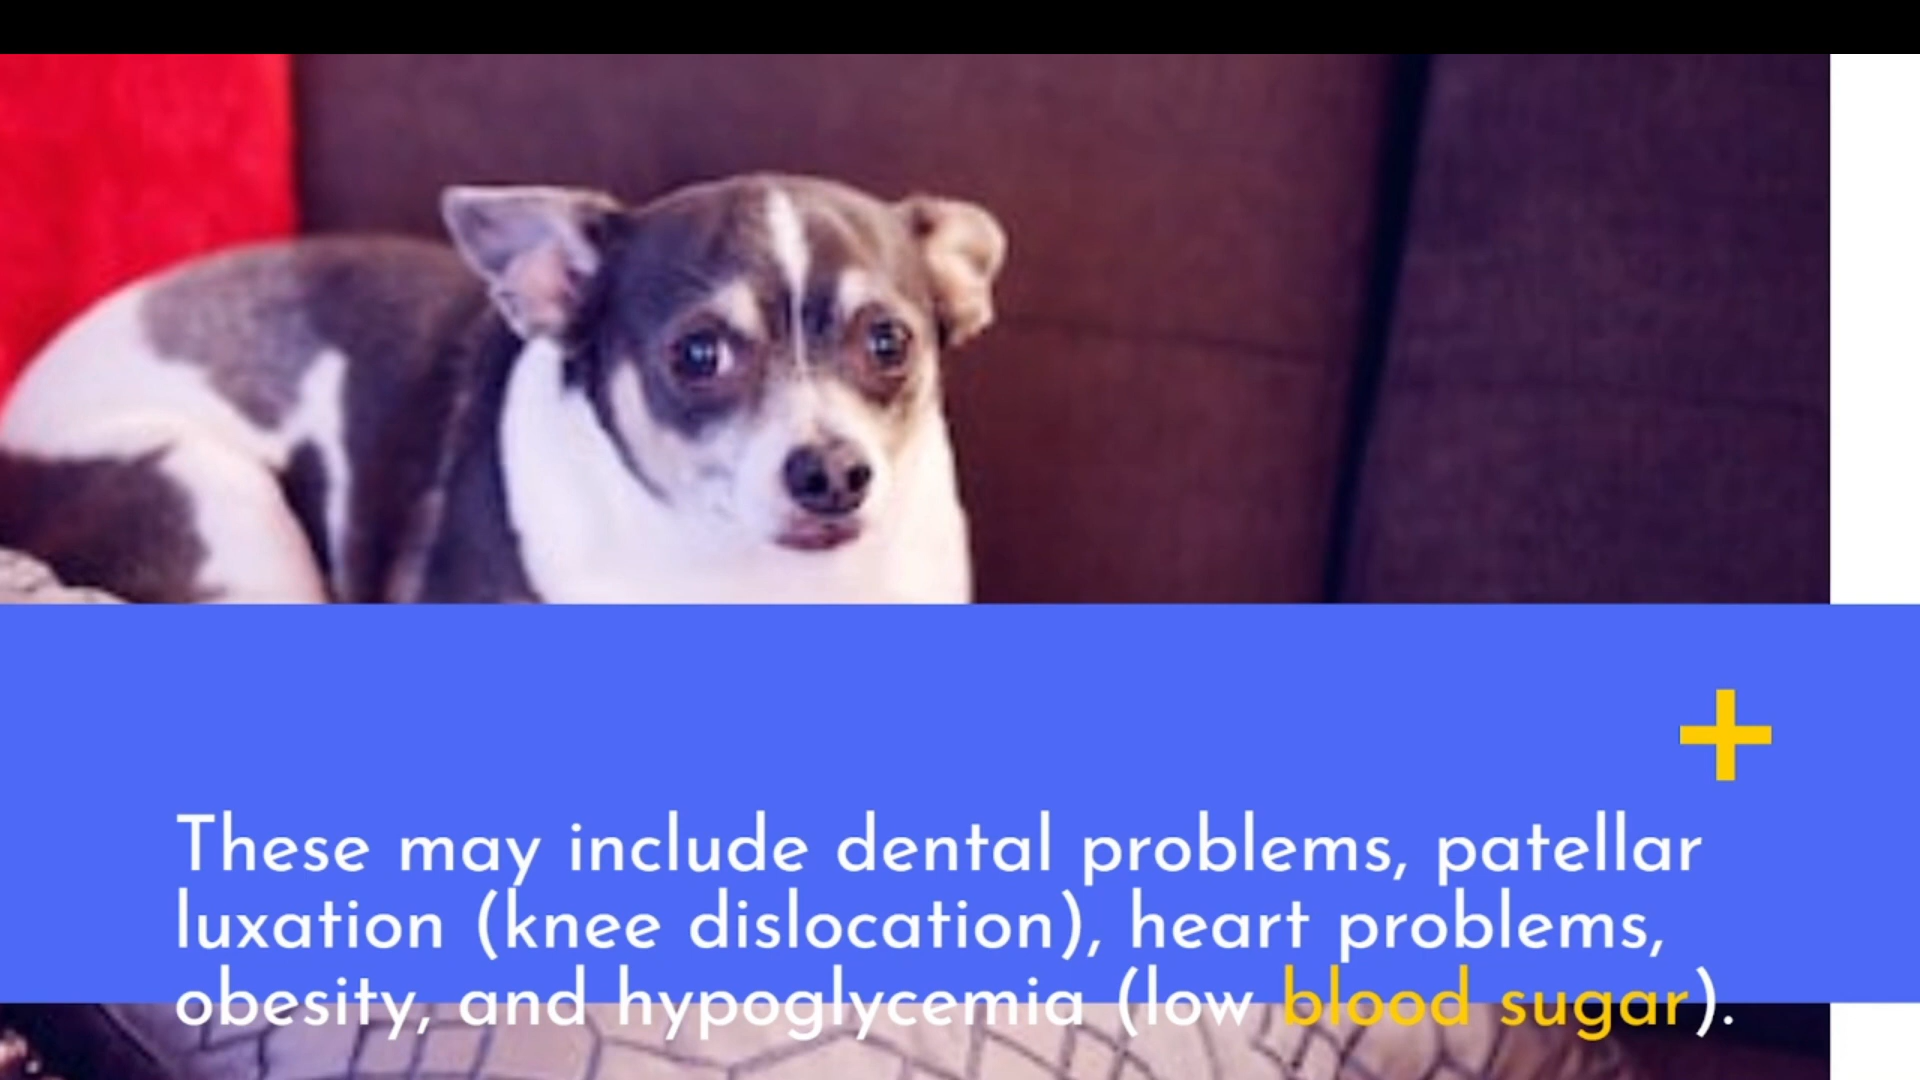 These may include dental problems, patellar
luxation (knee dislocation), heart problems,
obesity, and hypoglycemia (low blood sugar).